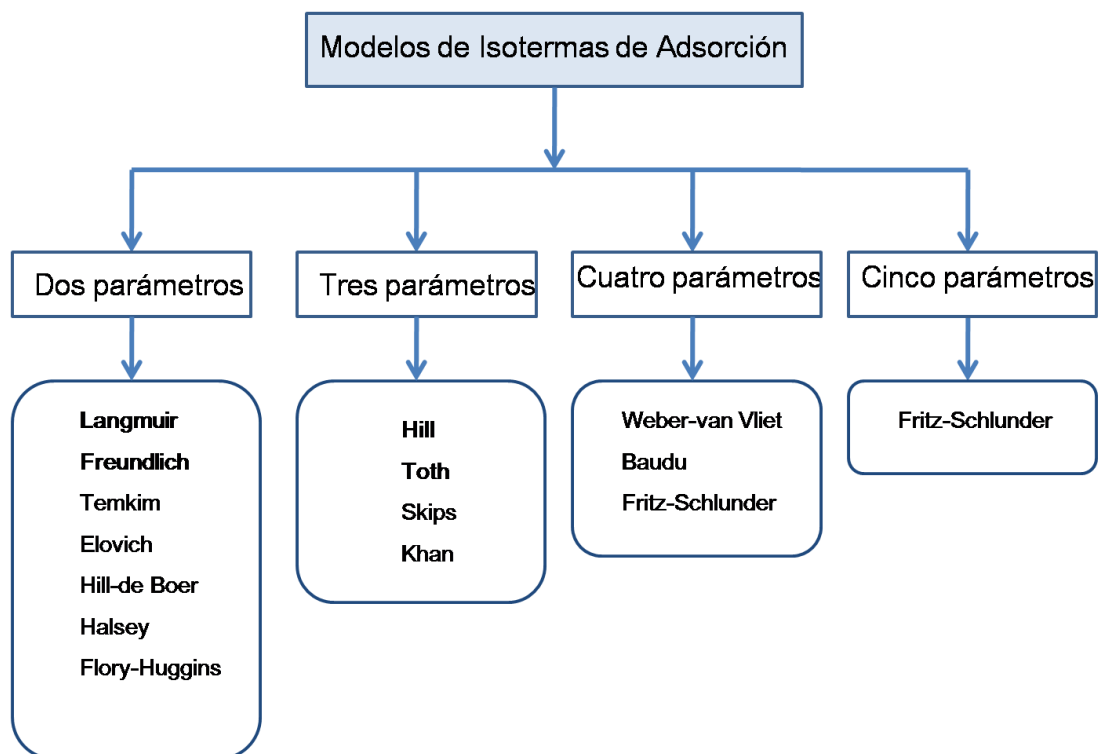 Modelos de Isotermas de Adsorción
Dos parámetros
Tres parámetros
Cuatro parámetros
Cinco parámetros
Langmuir
Freundlich
Temkim
Elovich
Hill-de Boer
Halsey
Flory-Huggins
Hill
Toth
Skips
Khan
Weber-van Vliet
Baudu
Fritz-Schlunder
Fritz-Schlunder